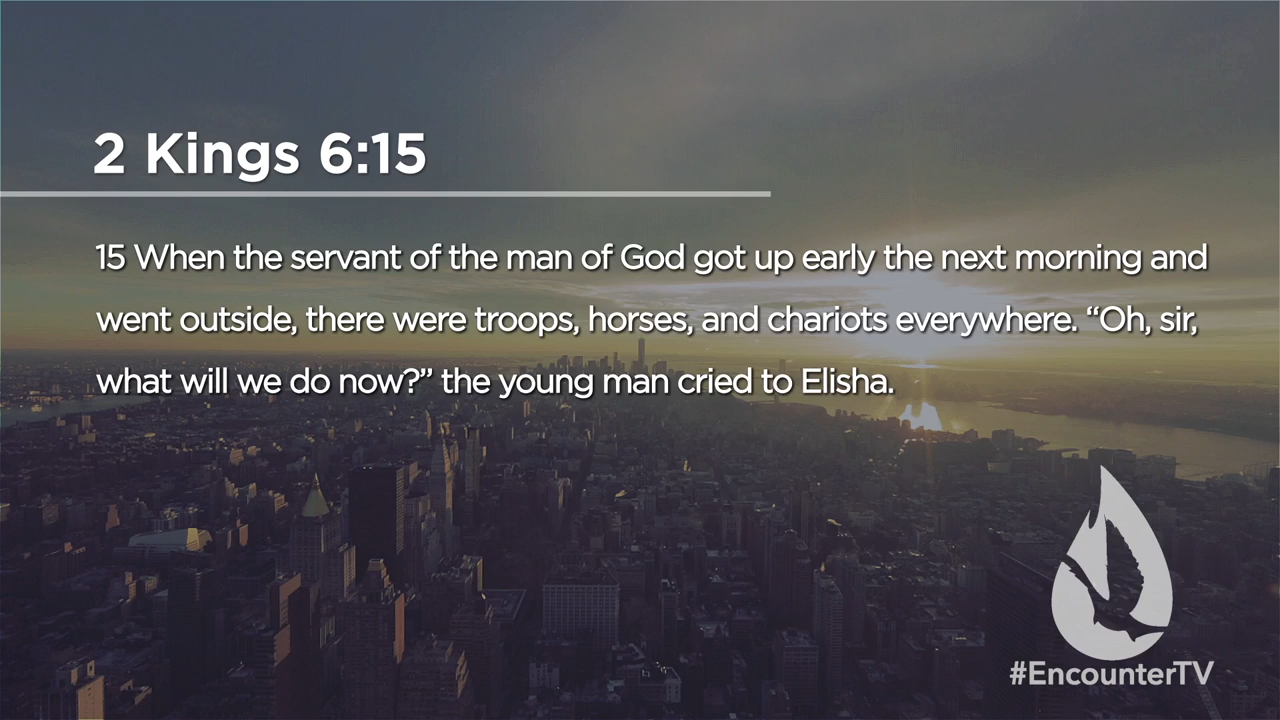 2 Kings 6:15
15 When the servant of the man of God got up early the next morning and
went outside, there were troops, horses, and chariots everywhere. “Oh, sir,
what will we do now?” the young man cried to Elisha.
#EncounterTV